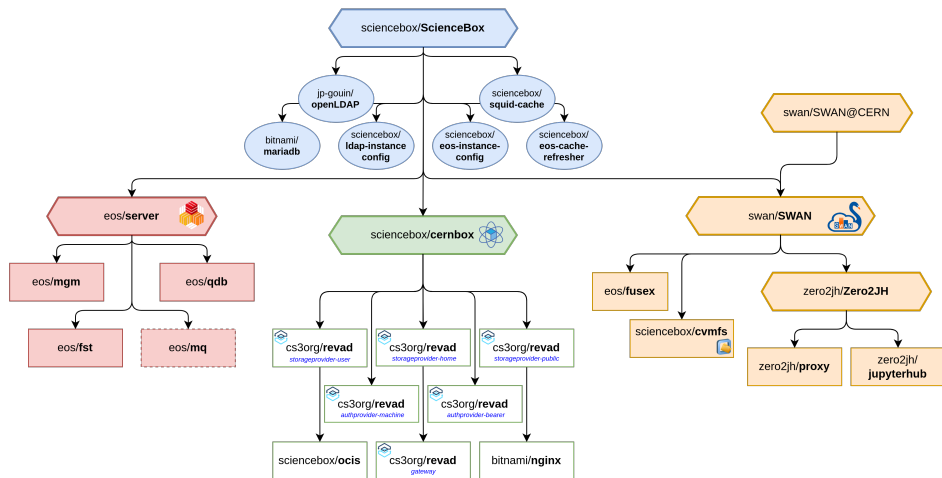 sciencebox/ScienceBox
jp-gouin/
openLDAP
sciencebox/
squid-cache
swan/SWAN@CERN
bitnami/
mariadb
sciencebox/
ldap-instance
config
sciencebox/
eos-instance-
config
sciencebox/
eos-cache-
refresher
eos/server
sciencebox/cernbox
swan/SWAN
SWAN
eos/mgm
eos/qdb
eos/fusex
zero2jh/Zero2JH
eos/fst
eos/mq
cs3org/revad
storageprovider-user
cs3org/revad
storageprovider-home
cs3org/revad
storageprovider-public
sciencebox/cvmfs
zero2jh/proxy
zero2jh/
jupyterhub
cs3org/revad
authprovider-machine
cs3org/revad
authprovider-bearer
sciencebox/ocis
cs3org/revad
gateway
bitnami/nginx